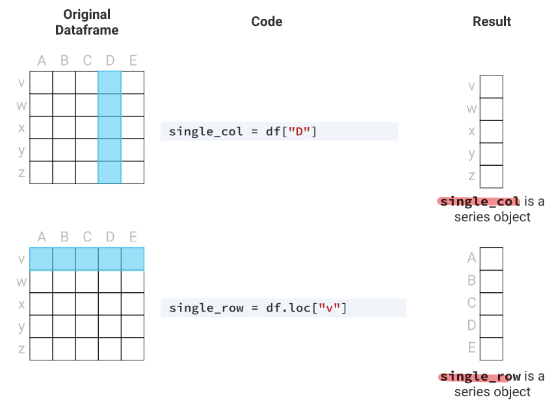 Original
Dataframe
Code
Result
A B C D E
v
w
x
y
z
single_col = df["D"]
v
w
x
y
z
single_col is a
series object
A B C D E
v
w
x
y
z
single_row = df.loc["v"]
A
B
C
D
E
single_row is a
series object